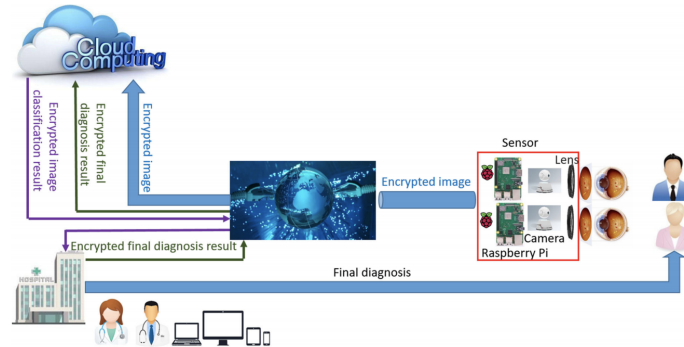 Cloud
Computing
Encrypted image
classification result
Encrypted final
diagnosis result
Encrypted image
Sensor
Lens
Encrypted image
Camera
Raspberry Pi
Encrypted final diagnosis result
HOSPITAL
Final diagnosis